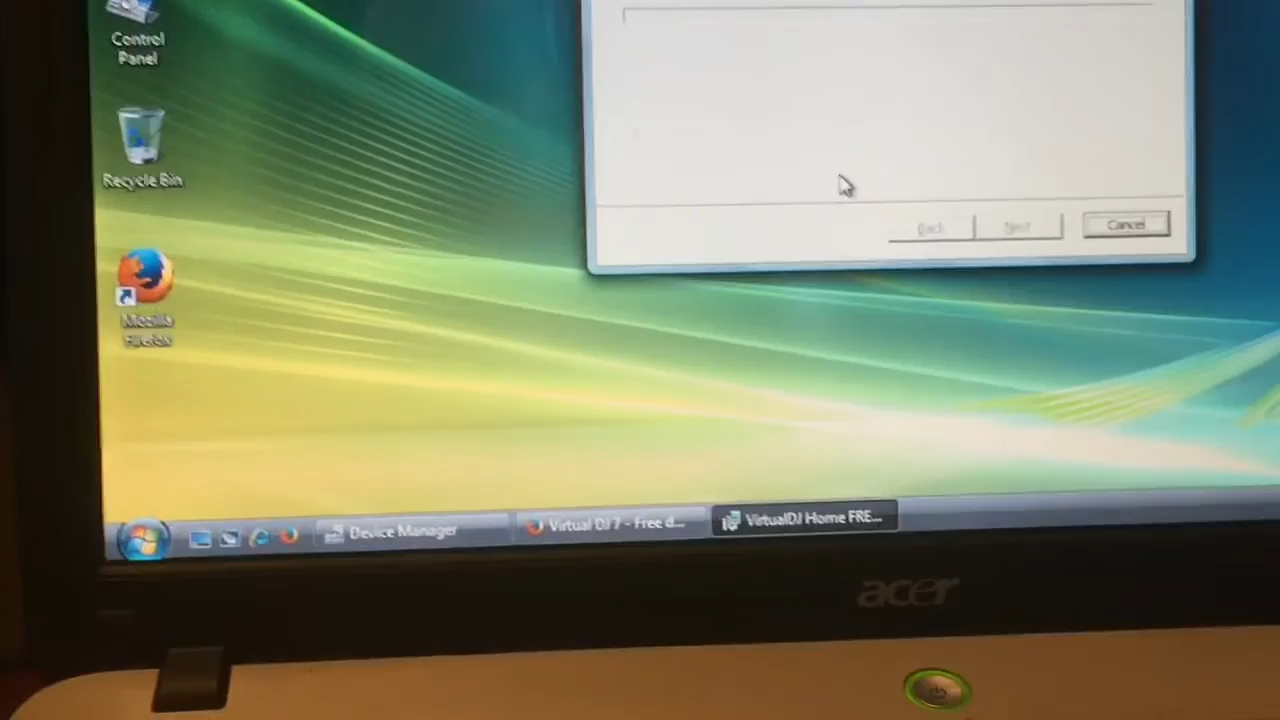 Control
Panel
Recycle Bin
Mozilla
Firefox
Back
Next
Cancel
Device Manager
Virtual DJ 7 - Free d...
VirtualDJ Home FRE...
acer